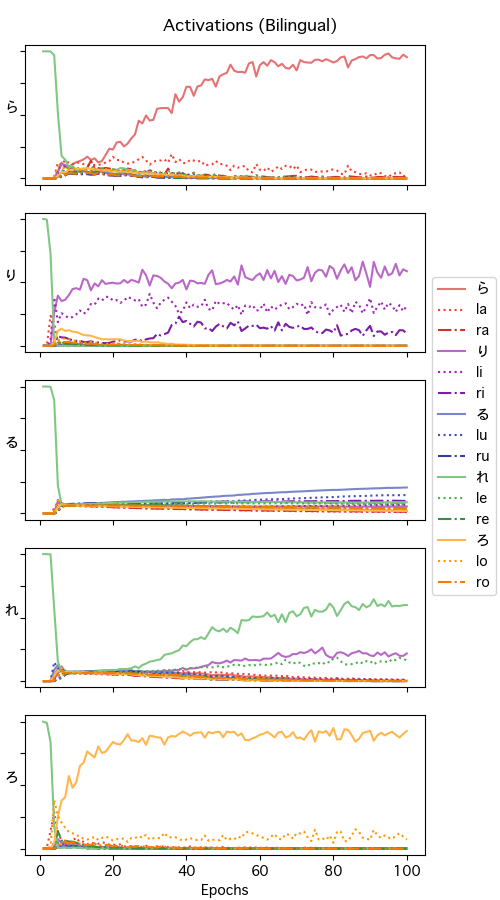 Activations (Bilingual)
ら
り
る
れ
ろ
0 20 40 60 80 100
Epochs
ら
la
ra
り
li
ri
る
lu
ru
れ
le
re
ろ
lo
ro